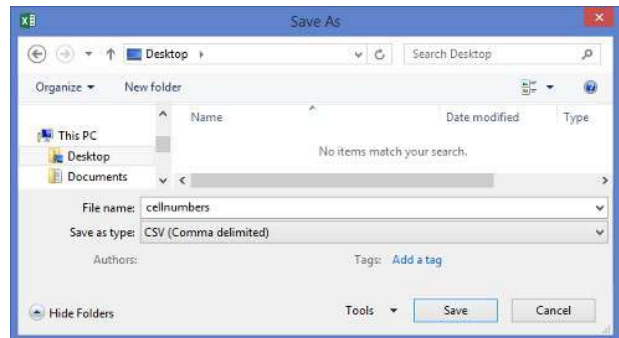 Save As
Desktop
Search Desktop
Organize
New folder
Name
Date modified
Type
This PC
Desktop
Documents
No items match your search.
File name: cellnumbers
Save as type: CSV (Comma delimited)
Authors:
Tags: Add a tag
Hide Folders
Tools
Save
Cancel